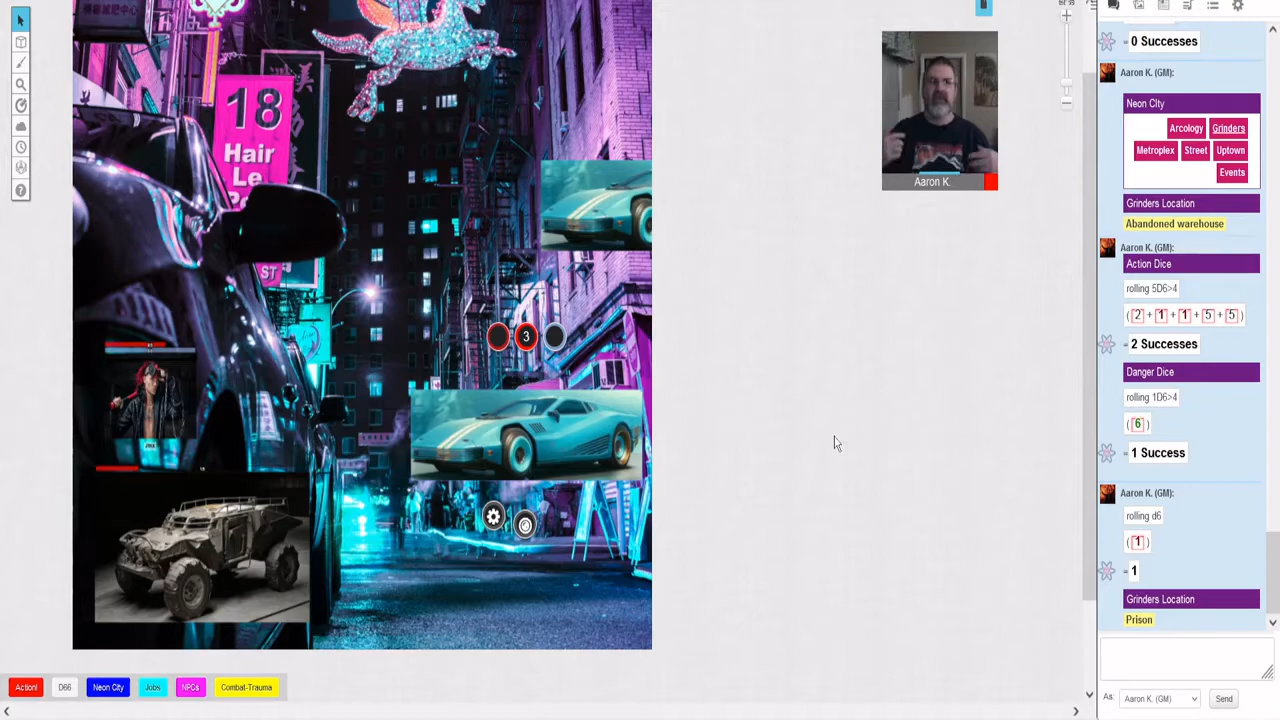 18
Hair
Le
ST
3
Aaron K.
0 Successes
Aaron K. (GM):
Neon City
Arcology Grinders
Metroplex Street Uptown
Events
Grinders Location
Abandoned warehouse
Aaron K. (GM):
Action Dice
rolling 5D6>4
(2+1+1+5+5)
= 2 Successes
Danger Dice
rolling 1D6>4
(6)
= 1 Success
Aaron K. (GM):
rolling d6
(1)
= 1
Grinders Location
Prison
As: Aaron K. (GM) Send
Action! D66 Neon City Jobs NPCs Combat-Trauma